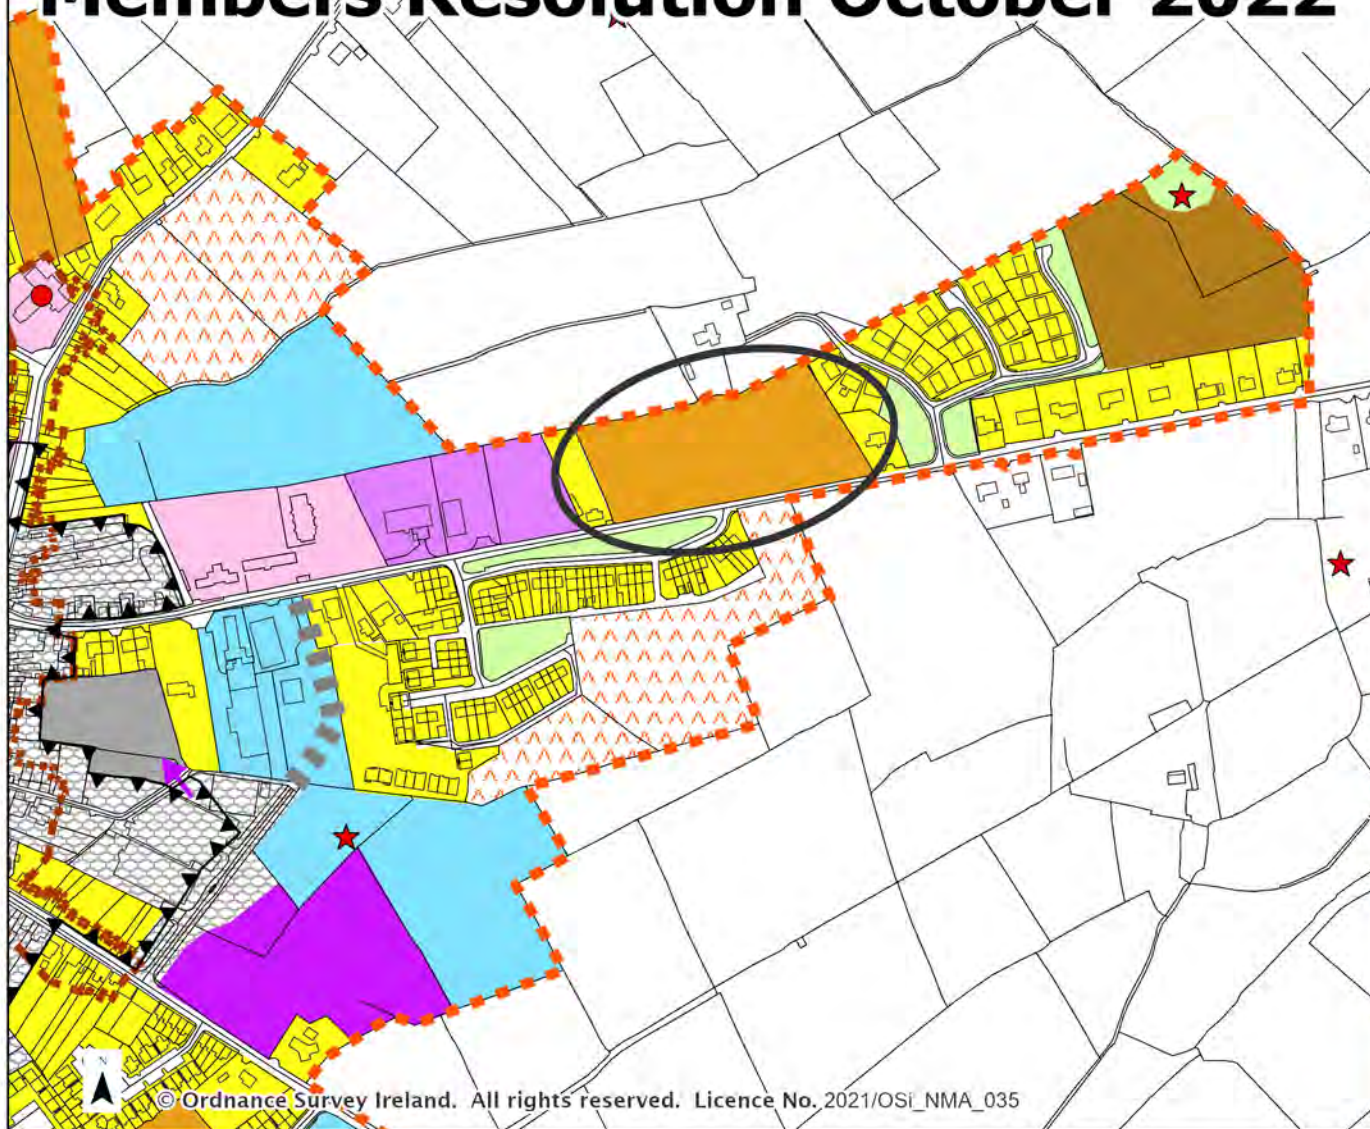 Members Resolution October 2022
N
© Ordnance Survey Ireland. All rights reserved. Licence No. 2021/OSi_NMA_035